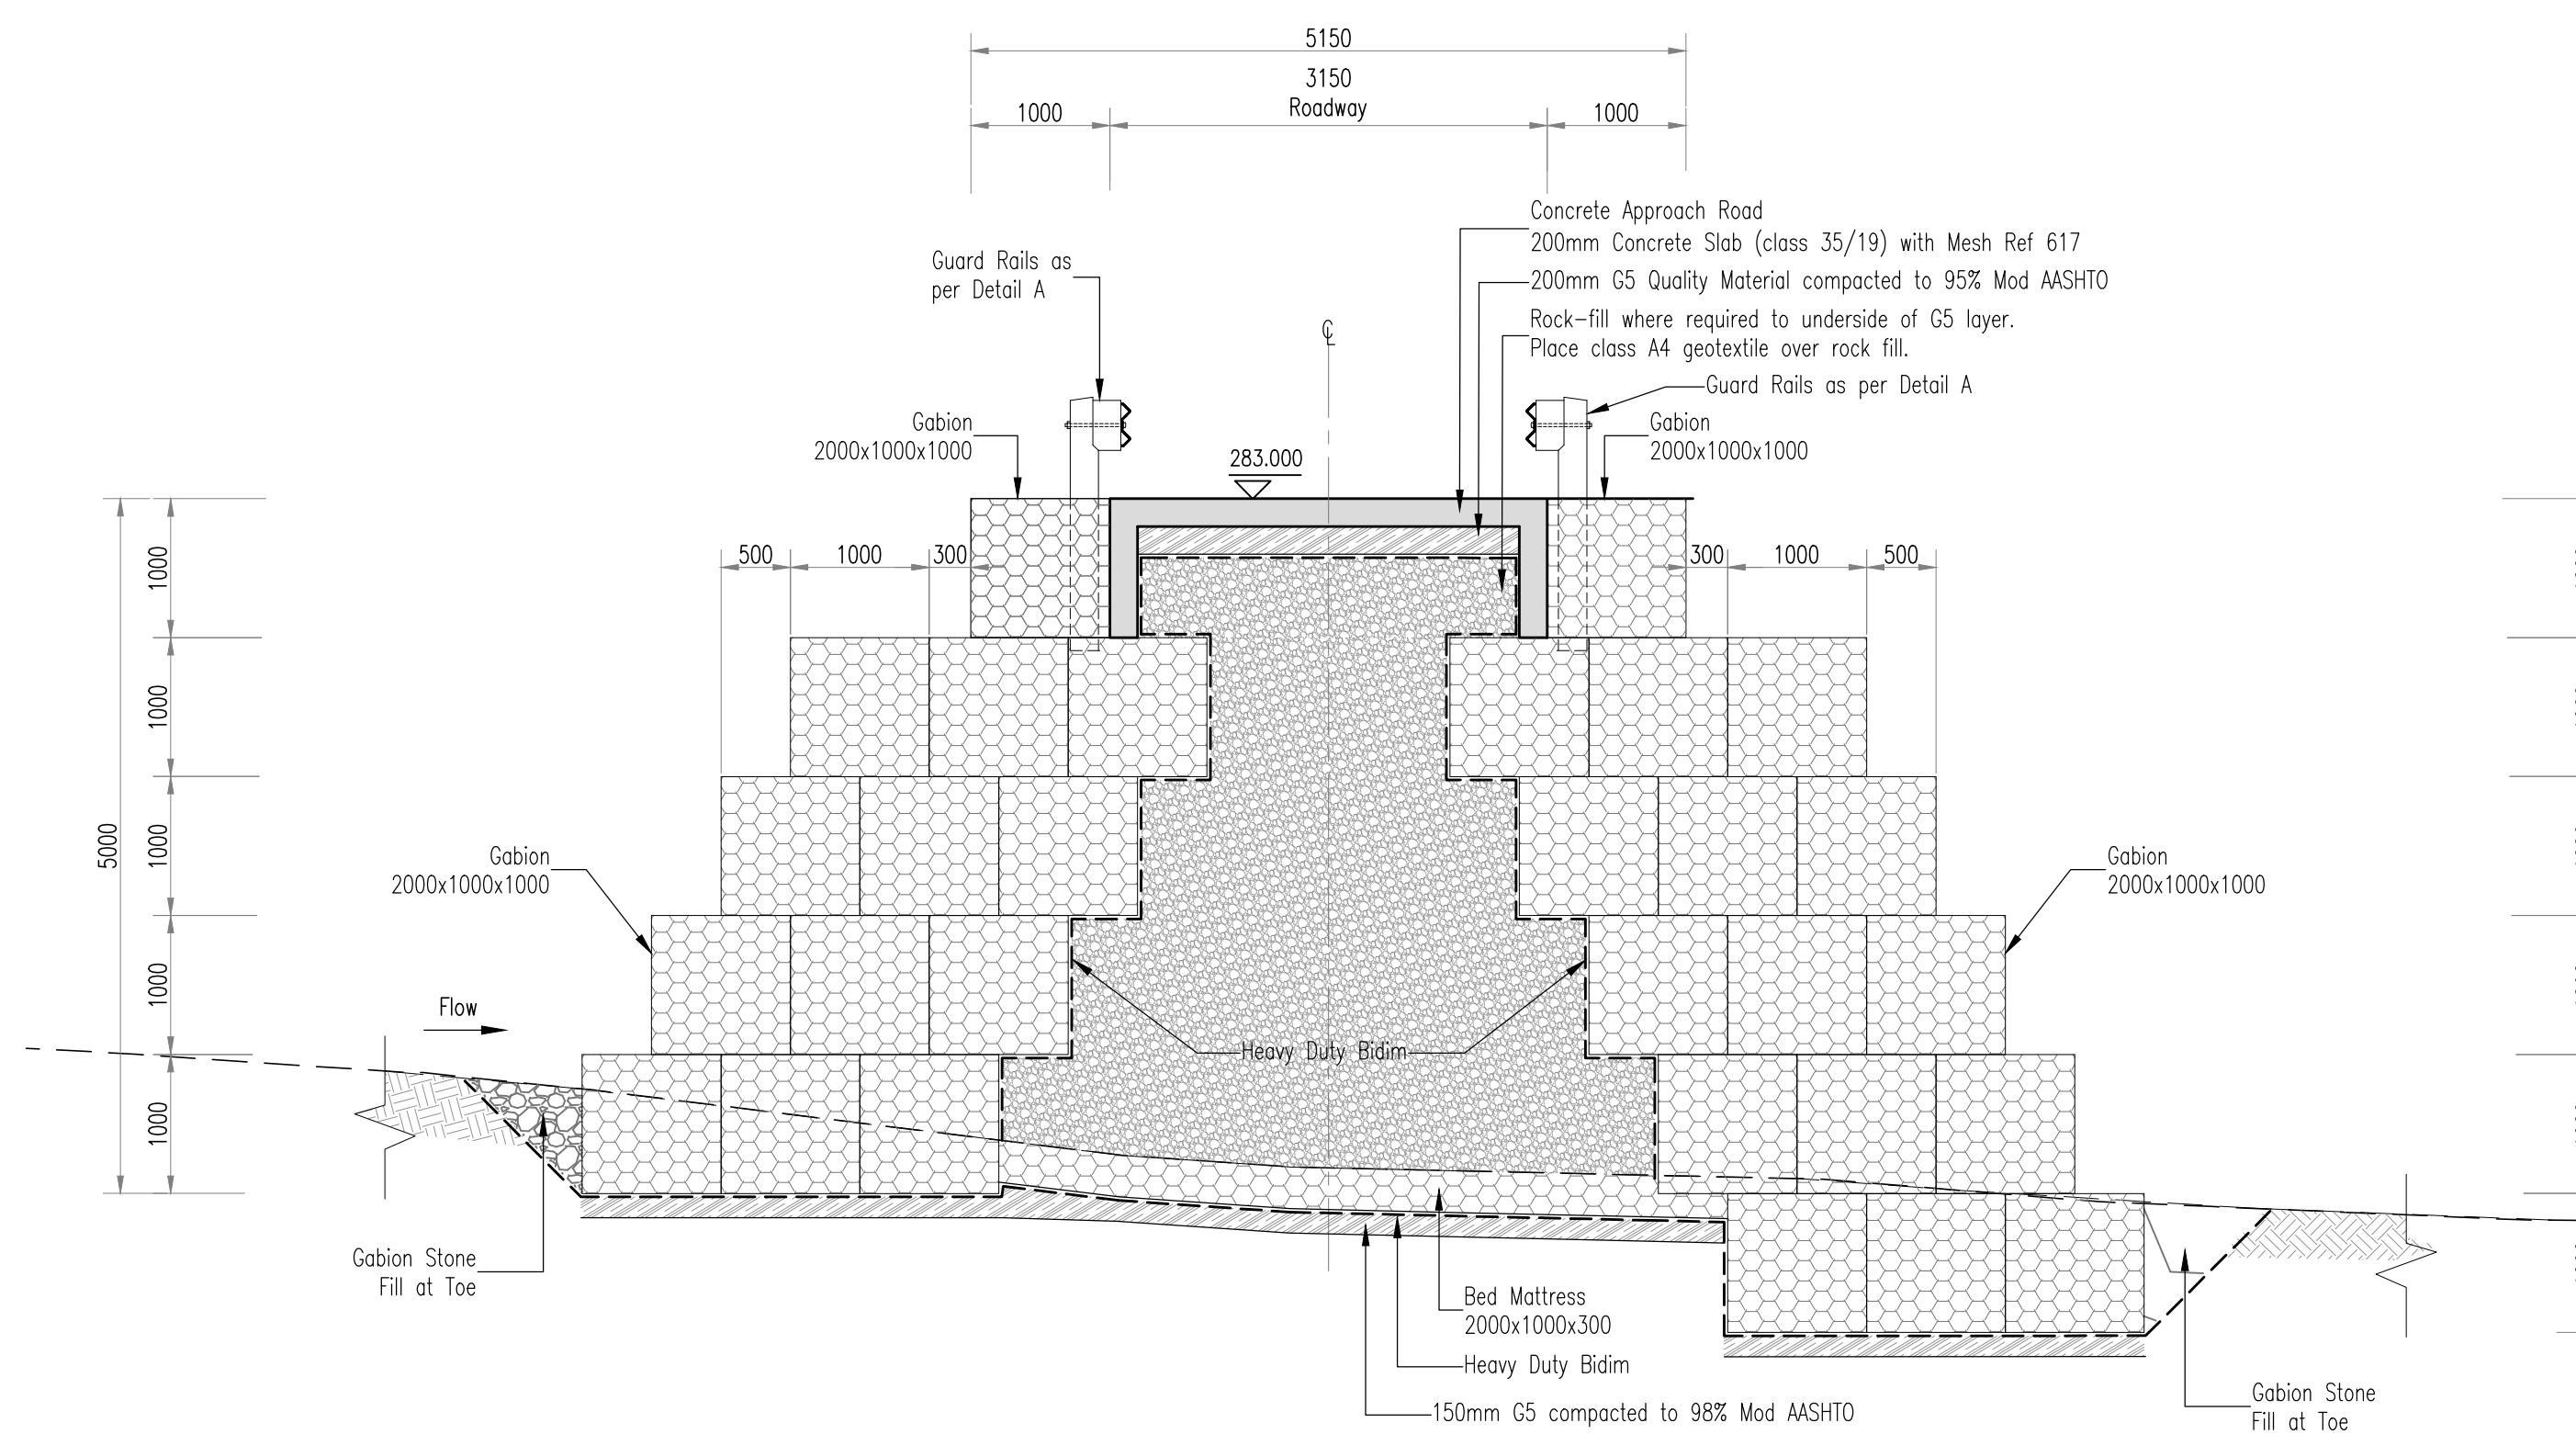 5150
3150
1000
Roadway
1000
Concrete Approach Road
200mm Concrete Slab (class 35/19) with Mesh Ref 617
Guard Rails as
per Detail A
200mm G5 Quality Material compacted to 95% Mod AASHTO
Rock-fill where required to underside of G5 layer.
Place class A4 geotextile over rock fill.
℄
Guard Rails as per Detail A
Gabion
2000x1000x1000
Gabion
2000x1000x1000
283.000
500
1000
300
300
1000
500
1000
1000
1000
1000
1000
5000
Gabion
2000x1000x1000
Gabion
2000x1000x1000
Flow
Heavy Duty Bidim
Gabion Stone
Fill at Toe
Bed Mattress
2000x1000x300
Heavy Duty Bidim
150mm G5 compacted to 98% Mod AASHTO
Gabion Stone
Fill at Toe